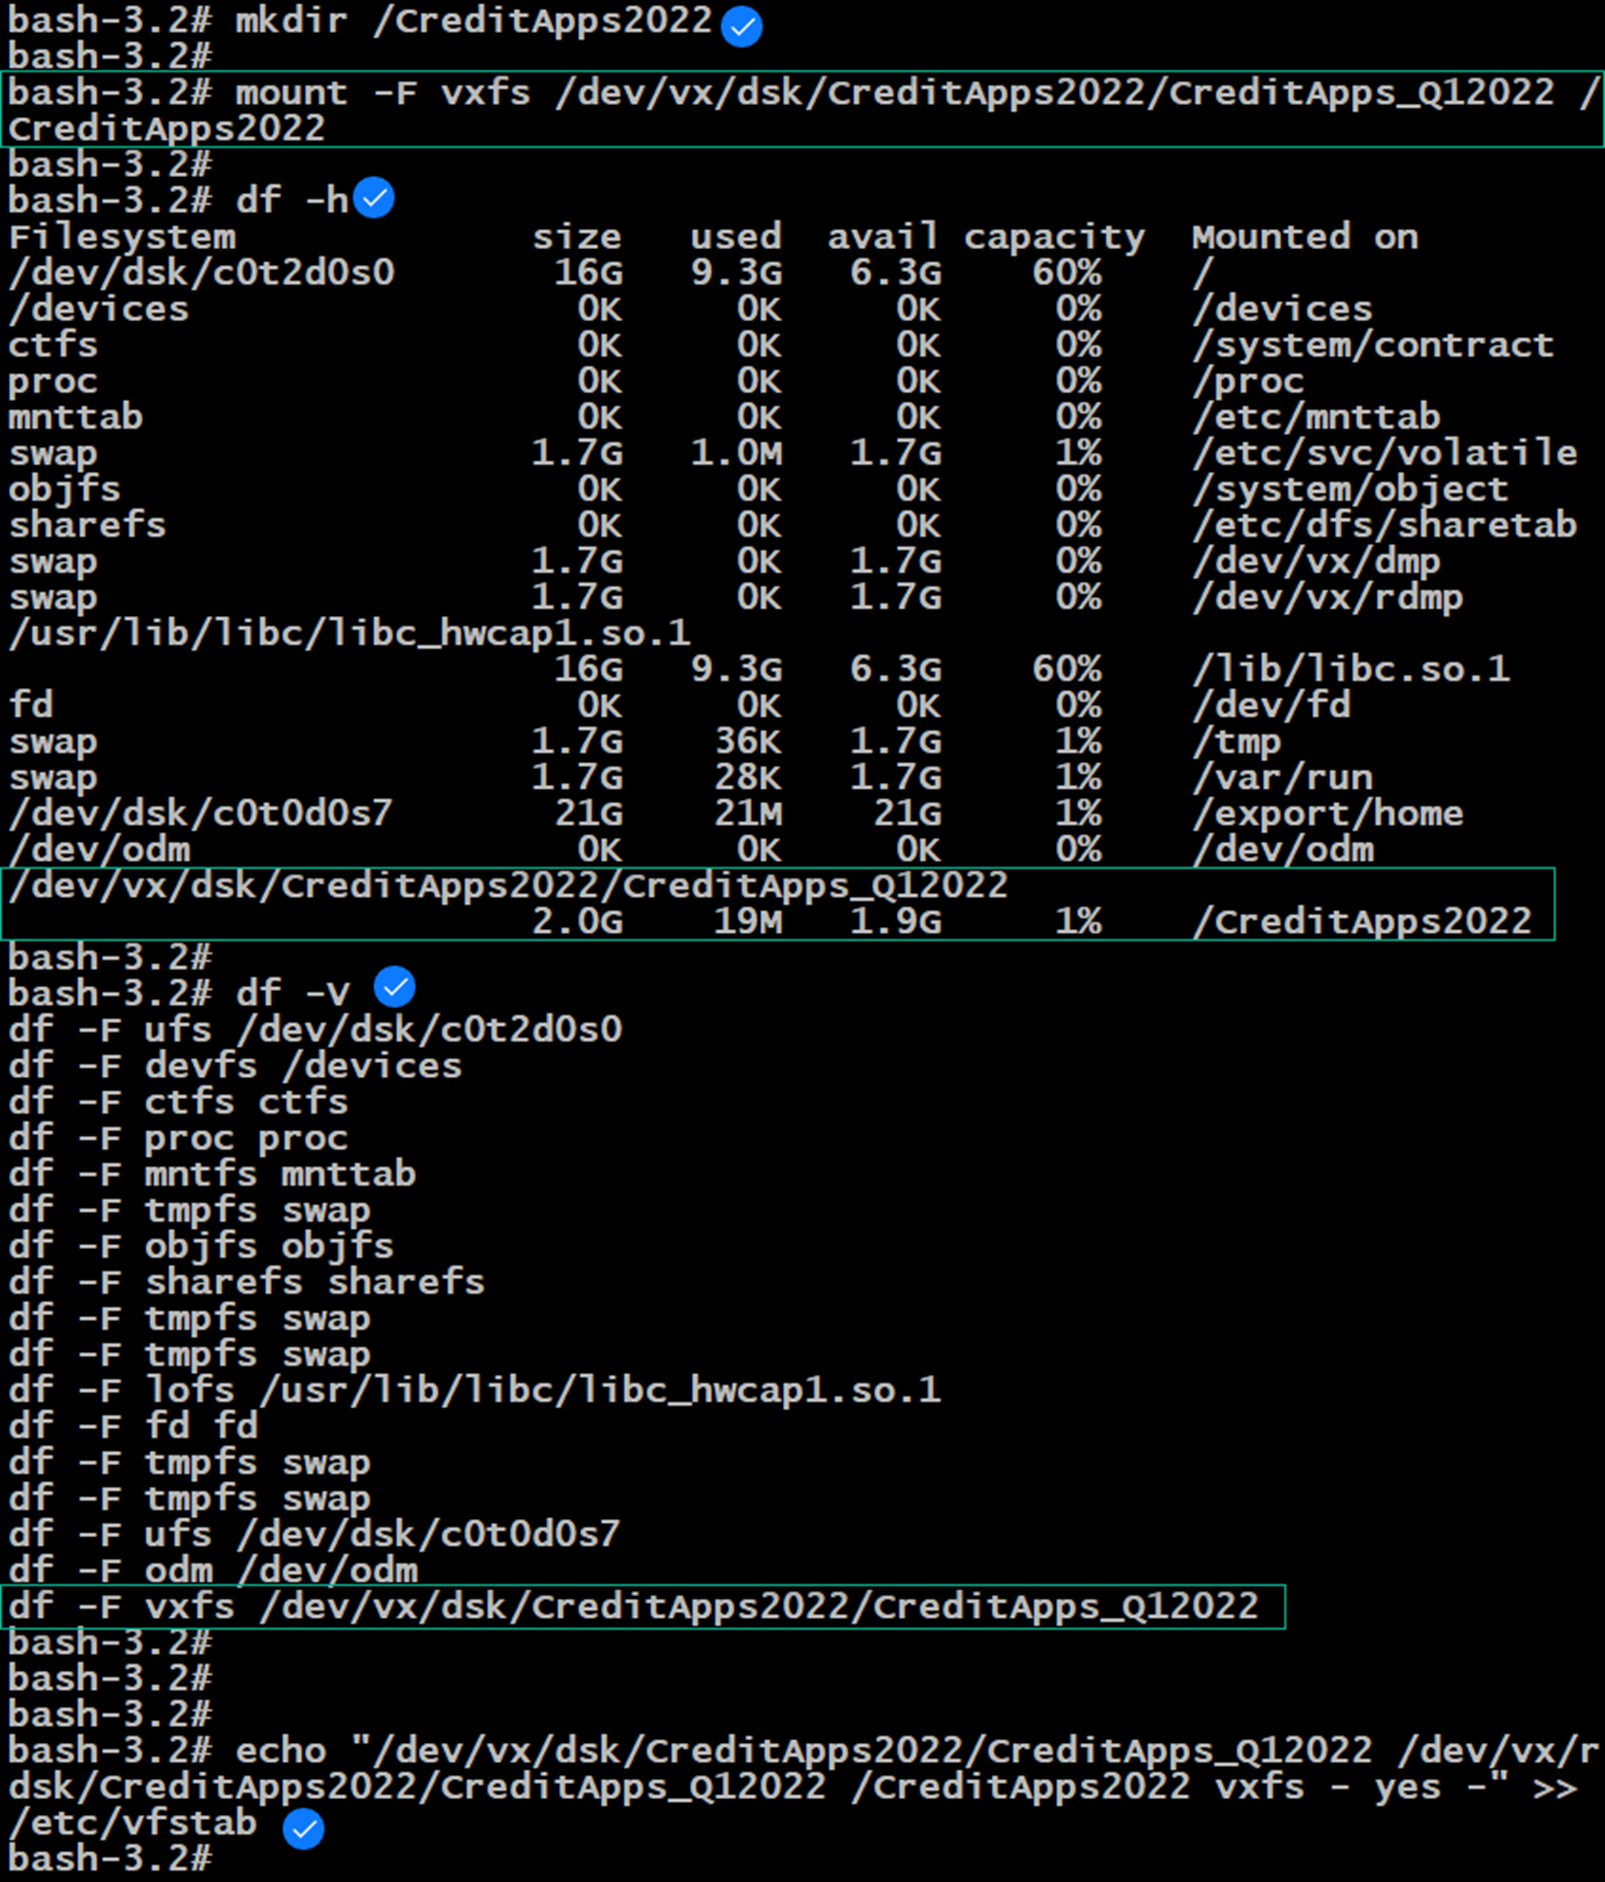 bash-3.2# mkdir /CreditApps2022
bash-3.2#
bash-3.2# mount -F vxfs /dev/vx/dsk/CreditApps2022/CreditApps_Q12022 /
CreditApps2022
bash-3.2#
bash-3.2# df -h
Filesystem size used avail capacity Mounted on
/dev/dsk/c0t2d0s0 16G 9.3G 6.3G 60% /
/devices 0K 0K 0K 0% /devices
ctfs 0K 0K 0K 0% /system/contract
proc 0K 0K 0K 0% /proc
mnttab 0K 0K 0K 0% /etc/mnttab
swap 1.7G 1.0M 1.7G 1% /etc/svc/volatile
objfs 0K 0K 0K 0% /system/object
sharefs 0K 0K 0K 0% /etc/dfs/sharetab
swap 1.7G 0K 1.7G 0% /dev/vx/dmp
swap 1.7G 0K 1.7G 0% /dev/vx/rdmp
/usr/lib/libc/libc_hwcap1.so.1
16G 9.3G 6.3G 60% /lib/libc.so.1
fd 0K 0K 0K 0% /dev/fd
swap 1.7G 36K 1.7G 1% /tmp
swap 1.7G 28K 1.7G 1% /var/run
/dev/dsk/c0t0d0s7 21G 21M 21G 1% /export/home
/dev/odm 0K 0K 0K 0% /dev/odm
/dev/vx/dsk/CreditApps2022/CreditApps_Q12022
2.0G 19M 1.9G 1% /CreditApps2022
bash-3.2#
bash-3.2# df -V
df -F ufs /dev/dsk/c0t2d0s0
df -F devfs /devices
df -F ctfs ctfs
df -F proc proc
df -F mntfs mnttab
df -F tmpfs swap
df -F objfs objfs
df -F sharefs sharefs
df -F tmpfs swap
df -F tmpfs swap
df -F lofs /usr/lib/libc/libc_hwcap1.so.1
df -F fd fd
df -F tmpfs swap
df -F tmpfs swap
df -F ufs /dev/dsk/c0t0d0s7
df -F odm /dev/odm
df -F vxfs /dev/vx/dsk/CreditApps2022/CreditApps_Q12022
bash-3.2#
bash-3.2#
bash-3.2#
bash-3.2# echo "/dev/vx/dsk/CreditApps2022/CreditApps_Q12022 /dev/vx/r
dsk/CreditApps2022/CreditApps_Q12022 /CreditApps2022 vxfs - yes -" >>
/etc/vfstab
bash-3.2#